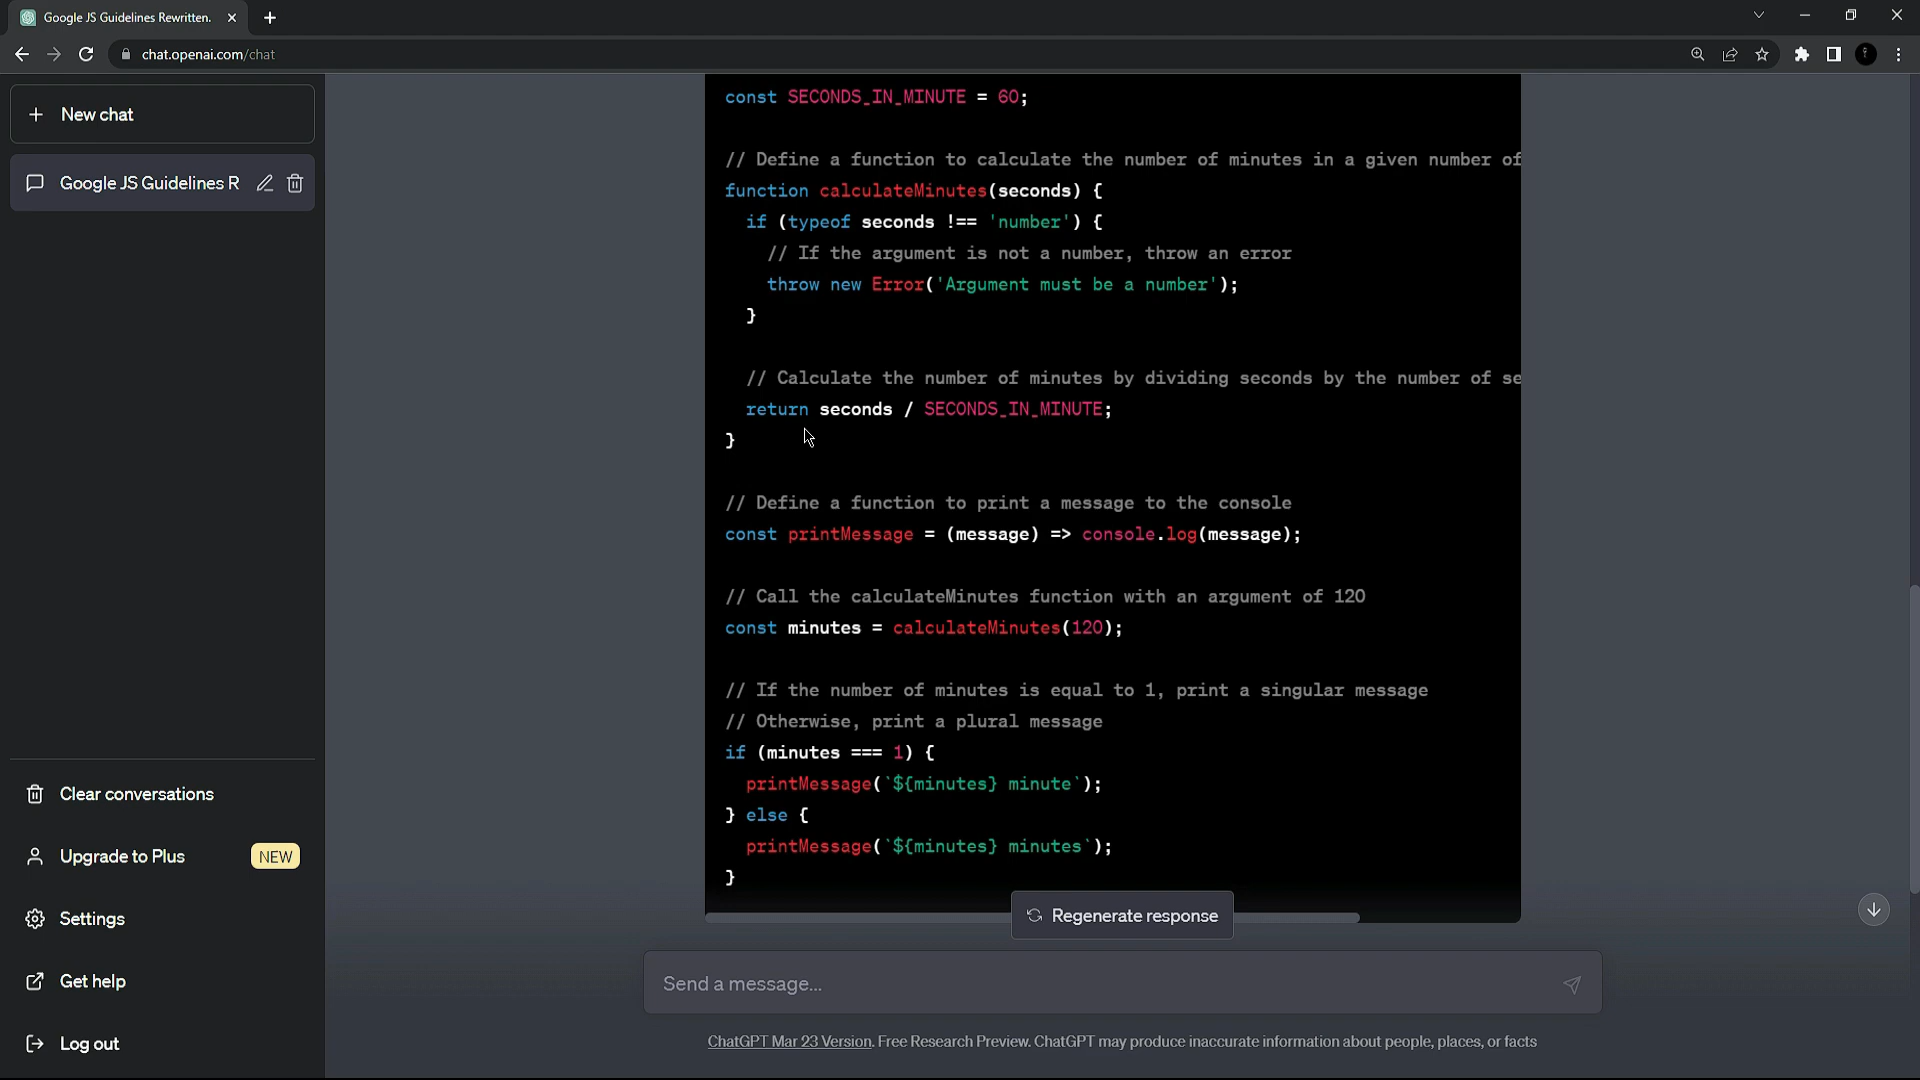 Google JS Guidelines Rewritten.
chat.openai.com/chat
New chat
Google JS Guidelines R
Clear conversations
Upgrade to Plus NEW
Settings
Get help
Log out
const SECONDS_IN_MINUTE = 60;
// Define a function to calculate the number of minutes in a given number of
function calculateMinutes(seconds) {
if (typeof seconds !== 'number') {
// If the argument is not a number, throw an error
throw new Error('Argument must be a number');
}
// Calculate the number of minutes by dividing seconds by the number of se
return seconds / SECONDS_IN_MINUTE;
}
// Define a function to print a message to the console
const printMessage = (message) => console.log(message);
// Call the calculateMinutes function with an argument of 120
const minutes = calculateMinutes(120);
// If the number of minutes is equal to 1, print a singular message
// Otherwise, print a plural message
if (minutes === 1) {
printMessage(`${minutes} minute`);
} else {
printMessage(`${minutes} minutes`);
}
Regenerate response
Send a message...
ChatGPT Mar 23 Version. Free Research Preview. ChatGPT may produce inaccurate information about people, places, or facts